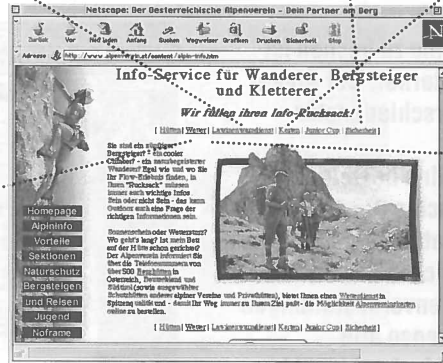 Netscape: Der Oesterreichische Alpenverein - Dein Partner am Berg
Zurück Vor Neu laden Anfang Suchen Wegweiser Grafiken Drucken Sicherheit Stop
N
Adresse http://www.alpenverein.at/content/alpin-info.htm
Info-Service für Wanderer, Bergsteiger
und Kletterer
Wir füllen ihren Info-Rucksack!
[ Hütten| Wetter| Lawinenwarndienst| Karten| Junior Cup| Sicherheit ]
Sie sind ein zünftiger
Bergsteiger? - ein cooler
Climber? - ein naturbegeisterter
Wanderer? Egal wie und wo Sie
Ihr Flow-Erlebnis finden, in
Ihrem "Rucksack" müssen
immer auch wichtige Infos
Sein oder nicht Sein - das kann
Outdoor auch eine Frage der
richtigen Informationen sein.
Sonnenschein oder Wettersturz?
Wo geht's lang? Ist mein Bett
auf der Hütte schon gerichtet?
Der Alpenverein informiert Sie
über die Telefonnummern von
über 500 Berghütten in
Österreich, Deutschland und
Südtirol (sowie ausgewählter
Schutzhütten anderer alpiner Vereine und Privathütten), bietet Ihnen einen Wetterdienst in
Spitzenqualität und - damit Ihr Weg immer zu Ihrem Ziel paßt - die Möglichkeit Alpenvereinskarten
online zu bestellen.
[ Hütten| Wetter| Lawinenwarndienst| Karten| Junior Cup| Sicherheit ]
Homepage
Alpininfo
Vorteile
Sektionen
Naturschutz
Bergsteigen
und Reisen
Jugend
Noframe